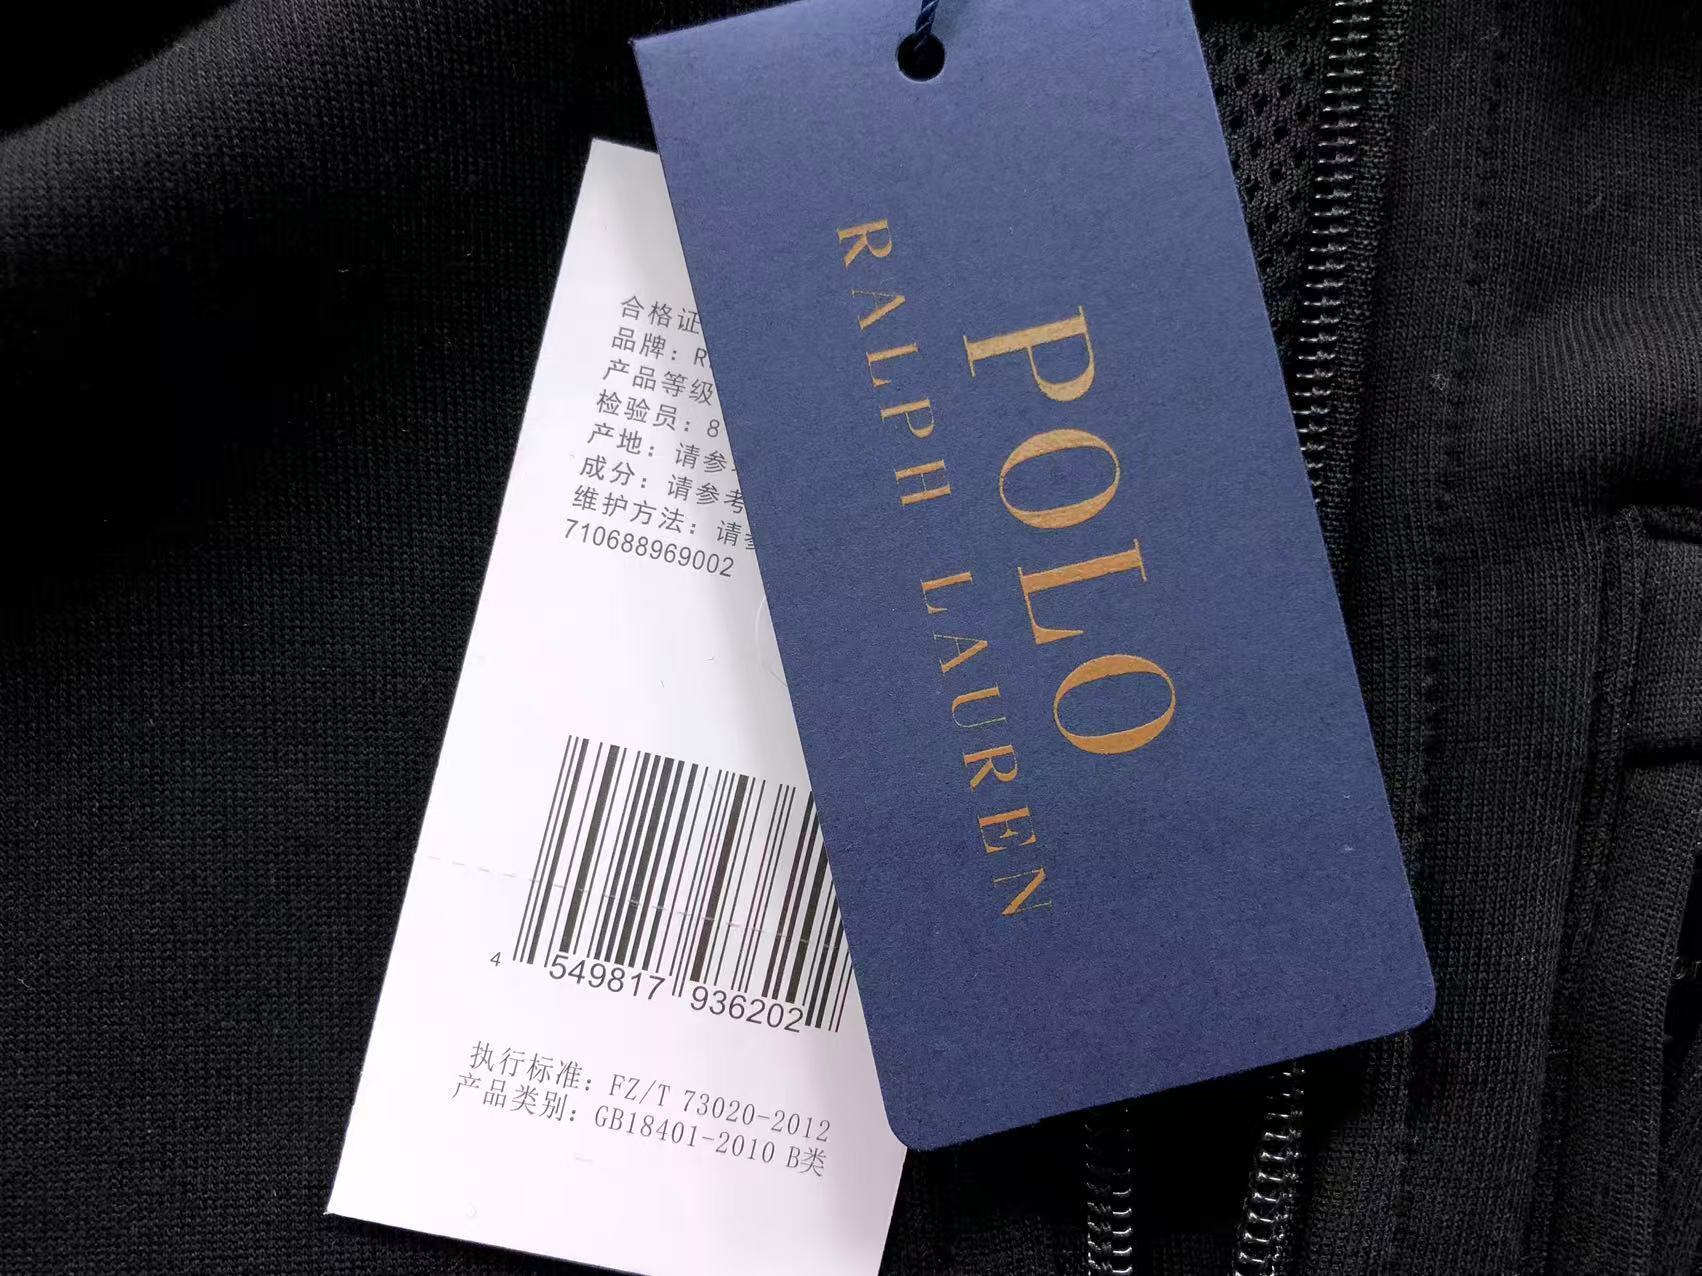 合格证
品牌：R
产品等级
检验员：8
产地：请参
成分：请参考
维护方法：请
710688969002
4 549817 936202
执行标准：FZ/T 73020-2012
产品类别：GB18401-2010 B类
POLO
RALPH LAUREN